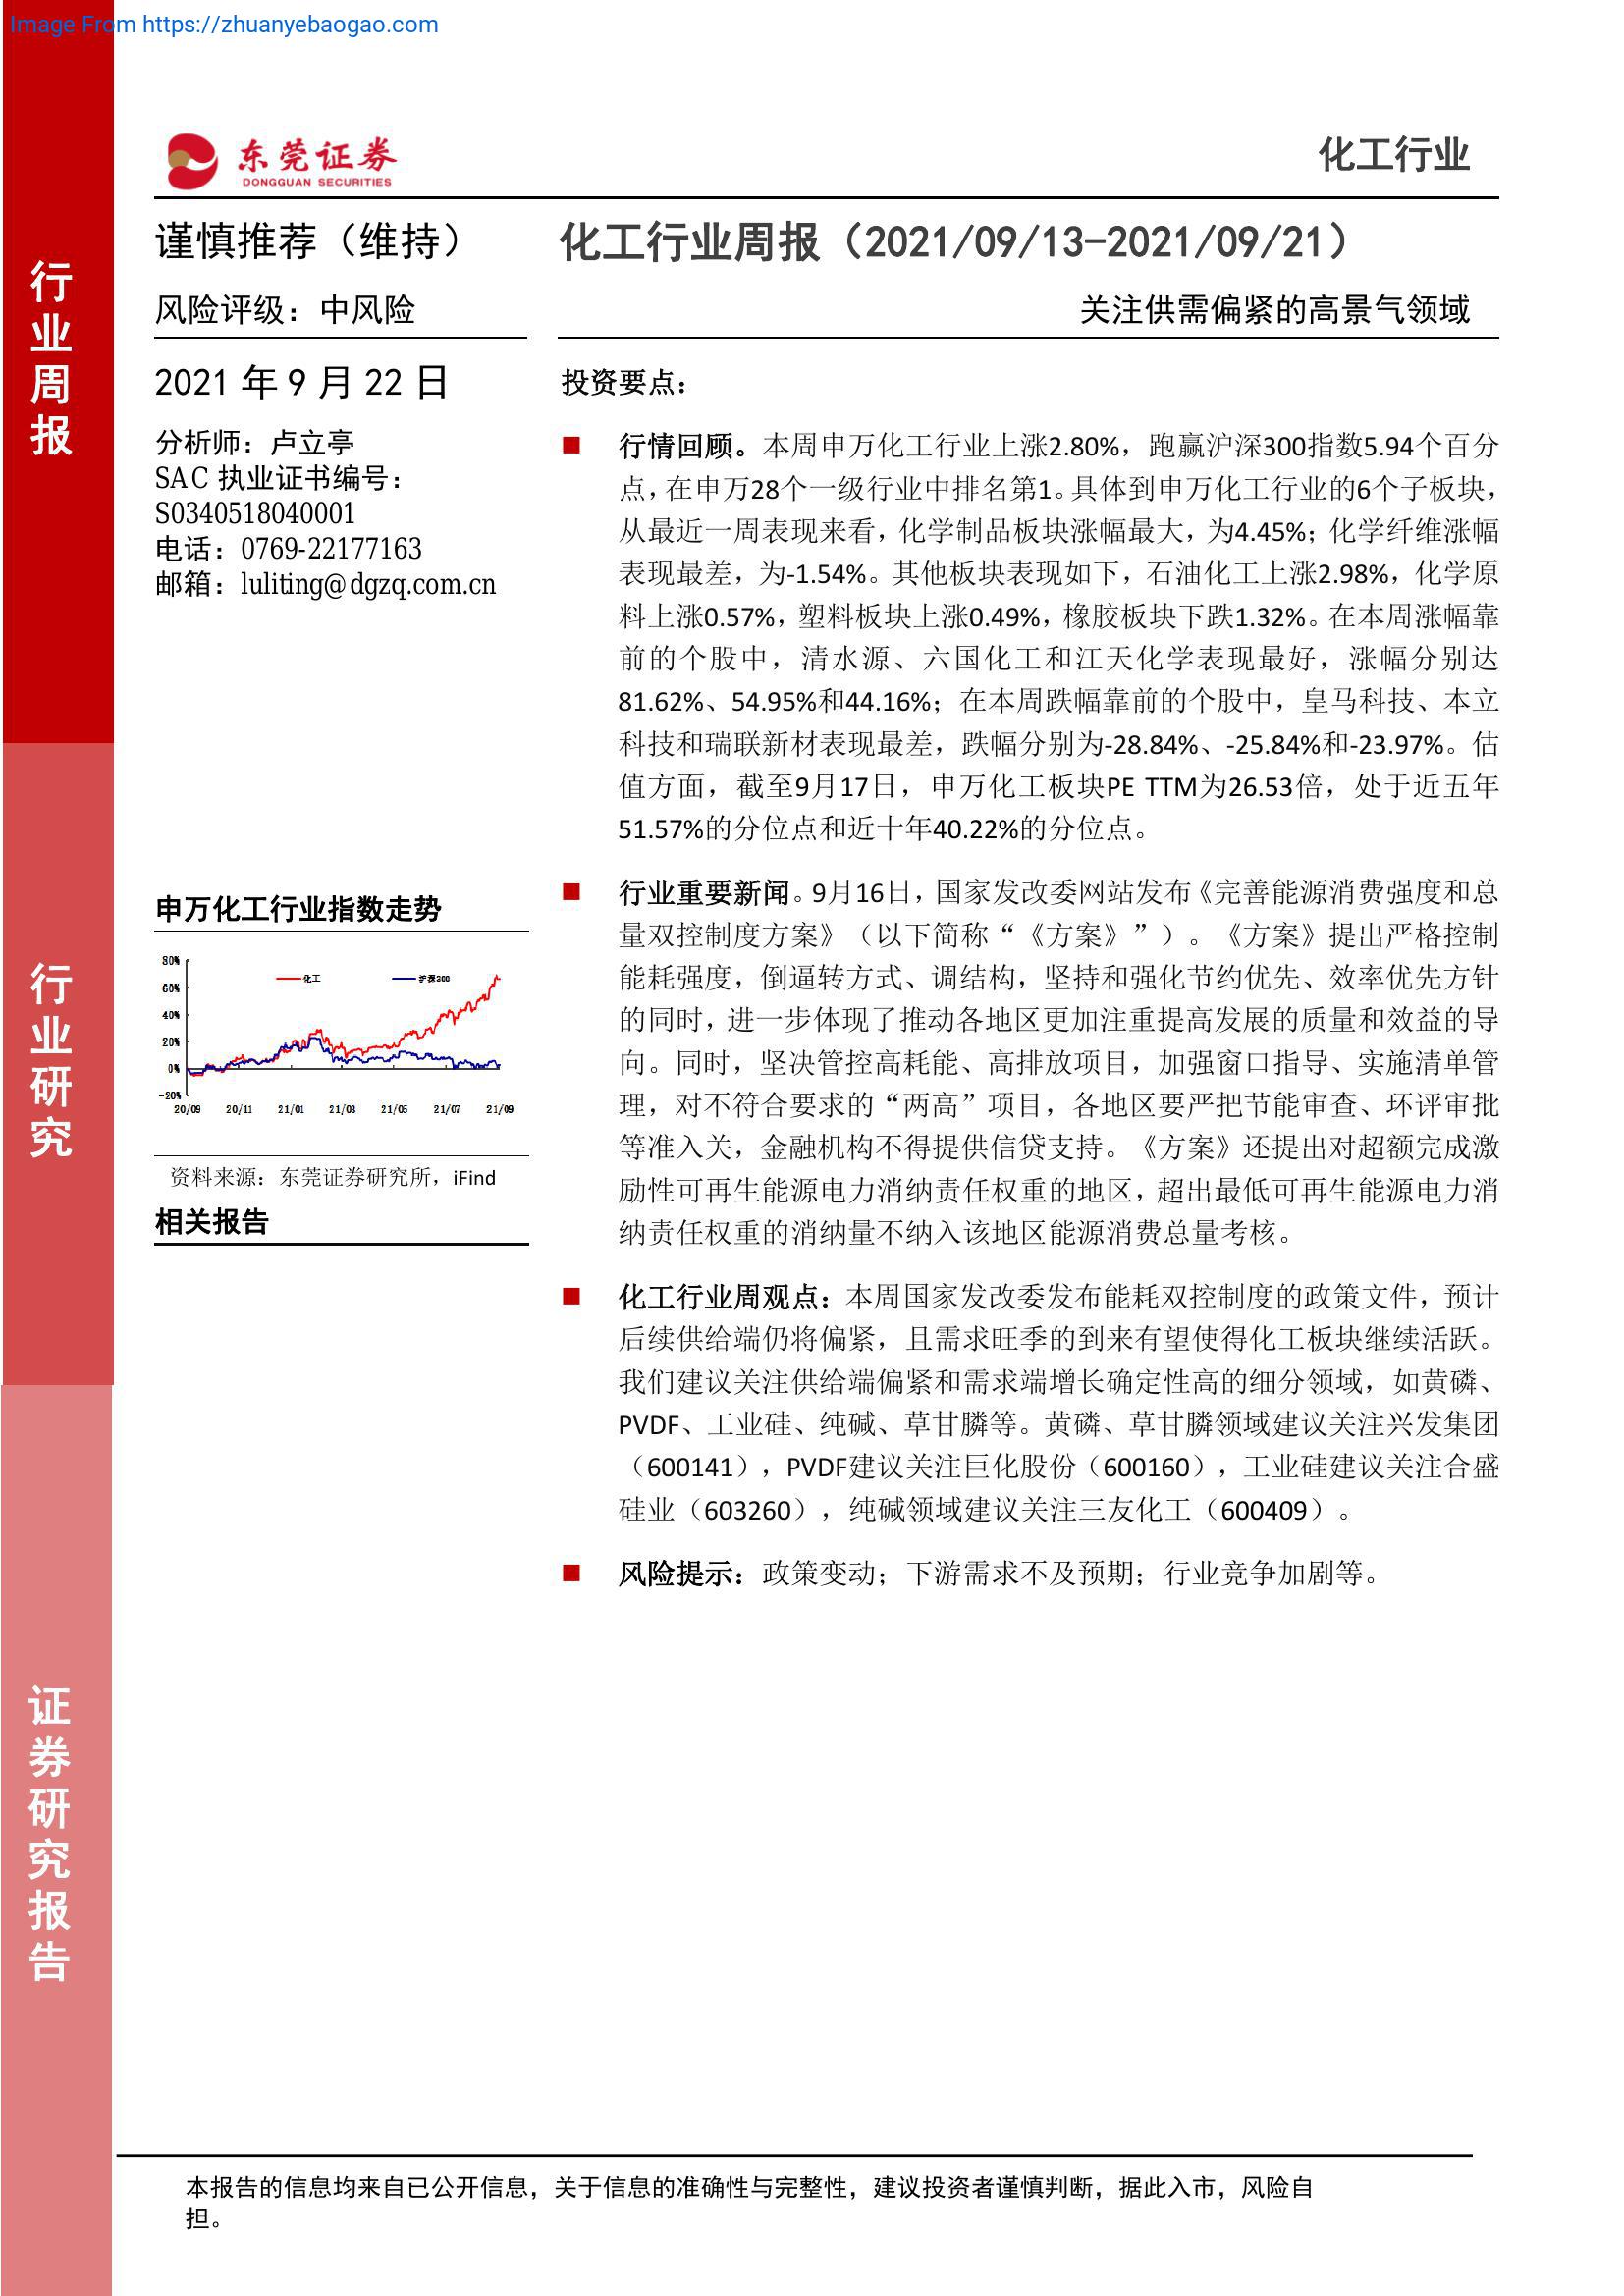 Image From https://zhuanyebaogao.com
东莞证券
DONGGUAN SECURITIES
化工行业
行业周报
行业研究
证券研究报告
谨慎推荐（维持）
风险评级：中风险
2021 年 9 月 22 日
分析师：卢立亭
SAC 执业证书编号：
S0340518040001
电话：0769-22177163
邮箱：luliting@dgzq.com.cn
申万化工行业指数走势
80%
60%
40%
20%
0%
-20%
化工
沪深300
20/09 20/11 21/01 21/03 21/05 21/07 21/09
资料来源：东莞证券研究所，iFind
相关报告
化工行业周报（2021/09/13-2021/09/21）
关注供需偏紧的高景气领域
投资要点：
■ 行情回顾。本周申万化工行业上涨2.80%，跑赢沪深300指数5.94个百分
点，在申万28个一级行业中排名第1。具体到申万化工行业的6个子板块，
从最近一周表现来看，化学制品板块涨幅最大，为4.45%；化学纤维涨幅
表现最差，为-1.54%。其他板块表现如下，石油化工上涨2.98%，化学原
料上涨0.57%，塑料板块上涨0.49%，橡胶板块下跌1.32%。在本周涨幅靠
前的个股中，清水源、六国化工和江天化学表现最好，涨幅分别达
81.62%、54.95%和44.16%；在本周跌幅靠前的个股中，皇马科技、本立
科技和瑞联新材表现最差，跌幅分别为-28.84%、-25.84%和-23.97%。估
值方面，截至9月17日，申万化工板块PE TTM为26.53倍，处于近五年
51.57%的分位点和近十年40.22%的分位点。
■ 行业重要新闻。9月16日，国家发改委网站发布《完善能源消费强度和总
量双控制度方案》（以下简称“《方案》”）。《方案》提出严格控制
能耗强度，倒逼转方式、调结构，坚持和强化节约优先、效率优先方针
的同时，进一步体现了推动各地区更加注重提高发展的质量和效益的导
向。同时，坚决管控高耗能、高排放项目，加强窗口指导、实施清单管
理，对不符合要求的“两高”项目，各地区要严把节能审查、环评审批
等准入关，金融机构不得提供信贷支持。《方案》还提出对超额完成激
励性可再生能源电力消纳责任权重的地区，超出最低可再生能源电力消
纳责任权重的消纳量不纳入该地区能源消费总量考核。
■ 化工行业周观点：本周国家发改委发布能耗双控制度的政策文件，预计
后续供给端仍将偏紧，且需求旺季的到来有望使得化工板块继续活跃。
我们建议关注供给端偏紧和需求端增长确定性高的细分领域，如黄磷、
PVDF、工业硅、纯碱、草甘膦等。黄磷、草甘膦领域建议关注兴发集团
（600141），PVDF建议关注巨化股份（600160），工业硅建议关注合盛
硅业（603260），纯碱领域建议关注三友化工（600409）。
■ 风险提示：政策变动；下游需求不及预期；行业竞争加剧等。
本报告的信息均来自已公开信息，关于信息的准确性与完整性，建议投资者谨慎判断，据此入市，风险自
担。